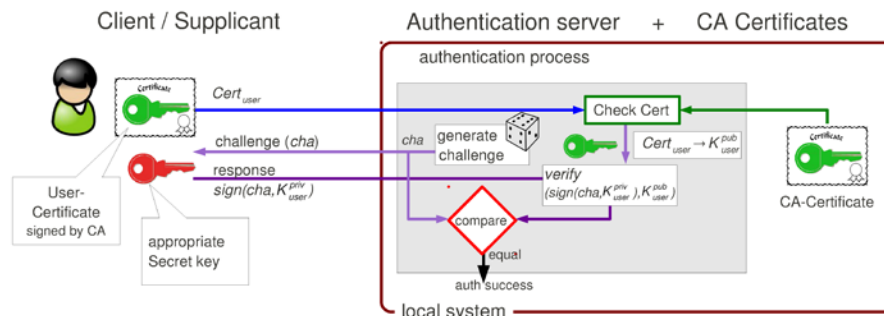 Client / Supplicant
Authentication server + CA Certificates
authentication process
Certificate
Cert user
Check Cert
challenge (cha)
cha
generate
challenge
Cert user → K pub user
Certificate
response
sign(cha,K priv user)
verify
(sign(cha,K priv user),K pub user)
User-
Certificate
signed by CA
CA-Certificate
appropriate
Secret key
compare
equal
auth success
local system